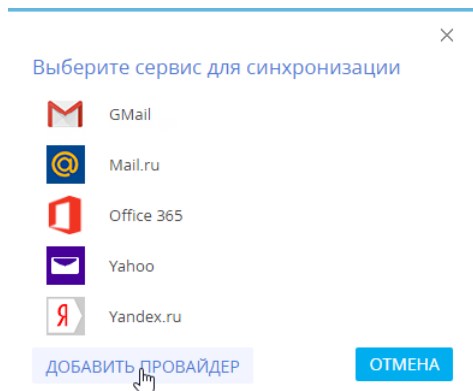 Выберите сервис для синхронизации
GMail
Mail.ru
Office 365
Yahoo
Yandex.ru
ДОБАВИТЬ ПРОВАЙДЕР
ОТМЕНА